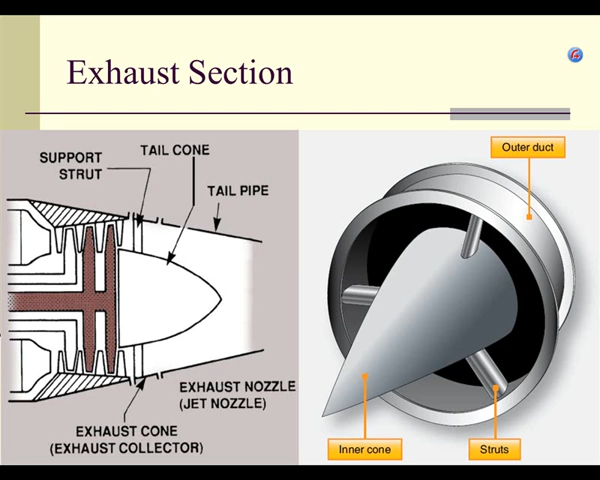 Exhaust Section
SUPPORT
STRUT
TAIL CONE
TAIL PIPE
EXHAUST NOZZLE
(JET NOZZLE)
EXHAUST CONE
(EXHAUST COLLECTOR)
Outer duct
Inner cone
Struts